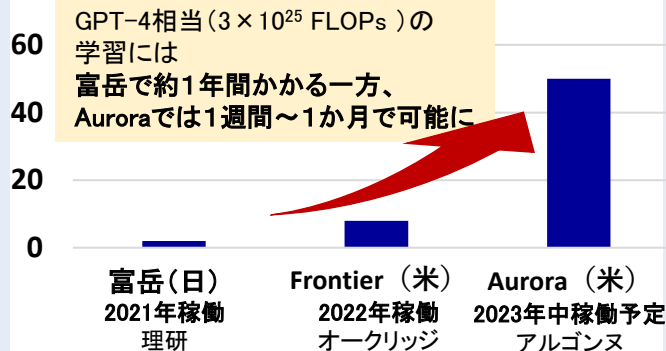 GPT-4相当(3×10²⁵ FLOPs )の
学習には
富岳で約1年間かかる一方、
Auroraでは1週間~1か月で可能に
60
40
20
0
富岳(日) Frontier (米) Aurora (米)
2021年稼働 2022年稼働 2023年中稼働予定
理研 オークリッジ アルゴンヌ